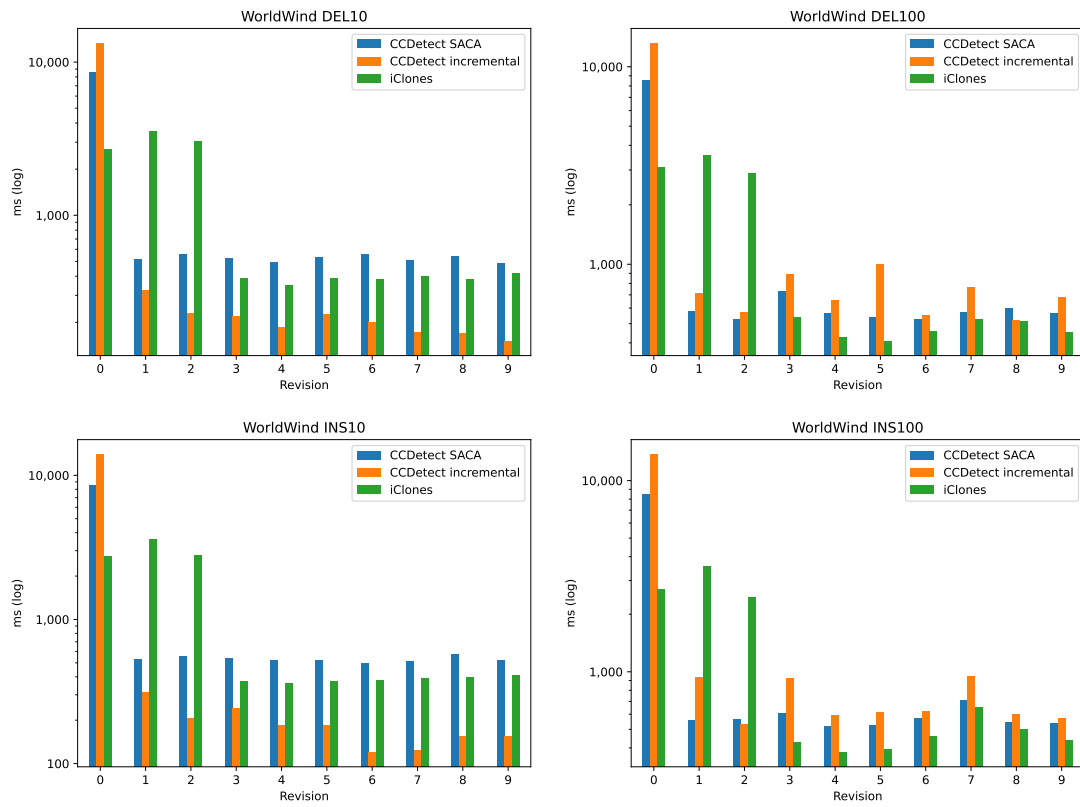 WorldWind DEL10
10,000
1,000
ms (log)
CCDetect SACA
CCDetect incremental
iClones
0 1 2 3 4 5 6 7 8 9
Revision
WorldWind DEL100
10,000
1,000
ms (log)
CCDetect SACA
CCDetect incremental
iClones
0 1 2 3 4 5 6 7 8 9
Revision
WorldWind INS10
10,000
1,000
100
ms (log)
CCDetect SACA
CCDetect incremental
iClones
0 1 2 3 4 5 6 7 8 9
Revision
WorldWind INS100
10,000
1,000
ms (log)
CCDetect SACA
CCDetect incremental
iClones
0 1 2 3 4 5 6 7 8 9
Revision